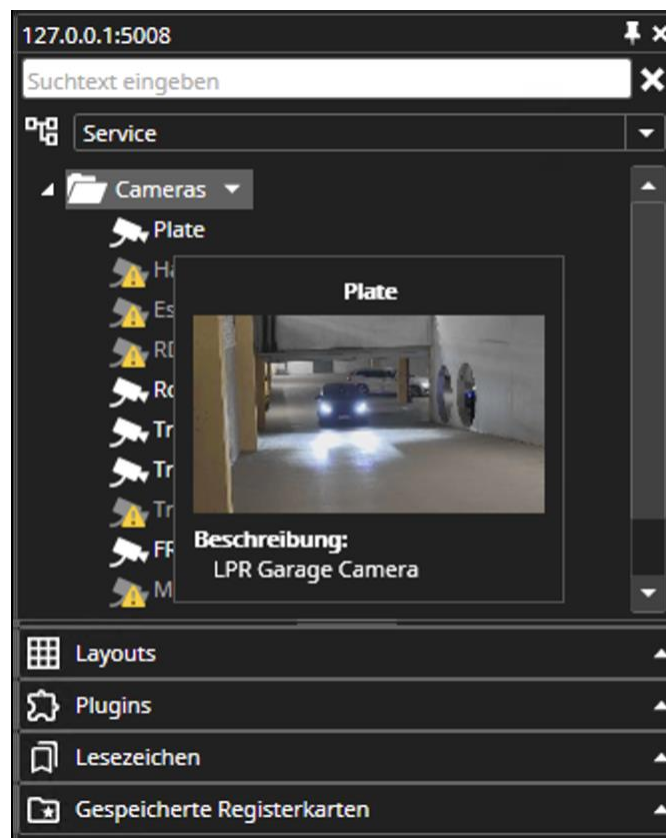 127.0.0.1:5008
Suchtext eingeben
Service
Cameras
Plate
Plate
Beschreibung:
LPR Garage Camera
Layouts
Plugins
Lesezeichen
Gespeicherte Registerkarten